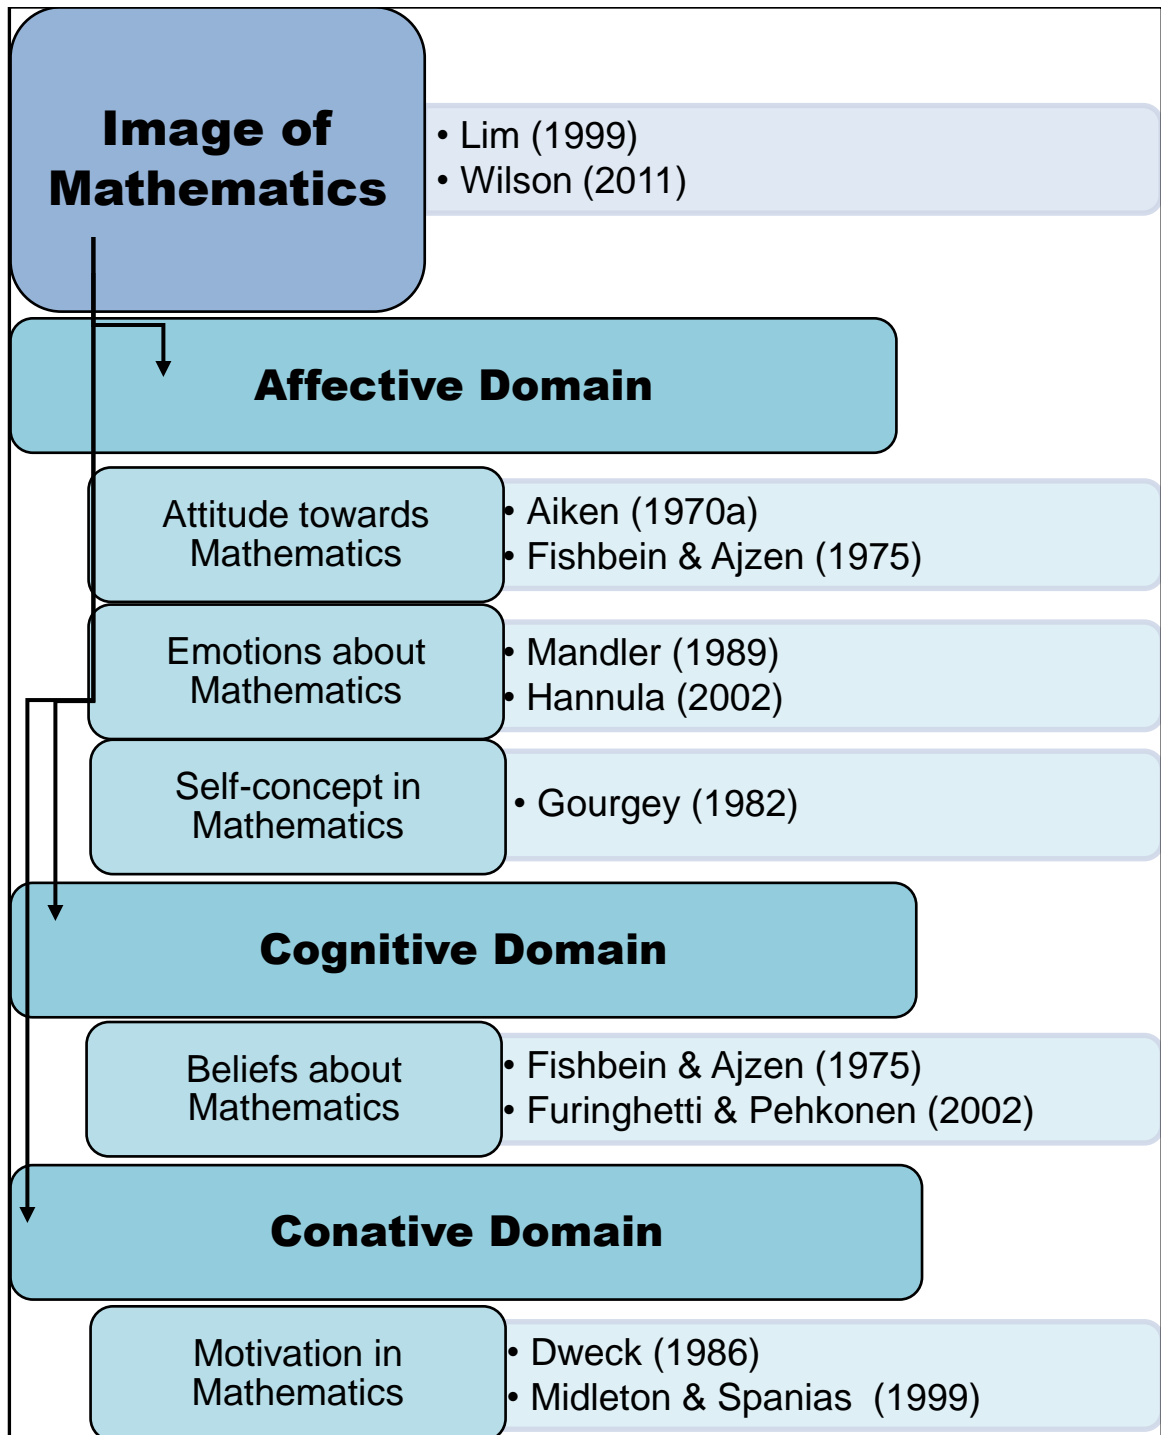 Image of
Mathematics
• Lim (1999)
• Wilson (2011)
Affective Domain
Attitude towards
Mathematics
• Aiken (1970a)
• Fishbein & Ajzen (1975)
Emotions about
Mathematics
• Mandler (1989)
• Hannula (2002)
Self-concept in
Mathematics
• Gourgey (1982)
Cognitive Domain
Beliefs about
Mathematics
• Fishbein & Ajzen (1975)
• Furinghetti & Pehkonen (2002)
Conative Domain
Motivation in
Mathematics
• Dweck (1986)
• Midleton & Spanias (1999)